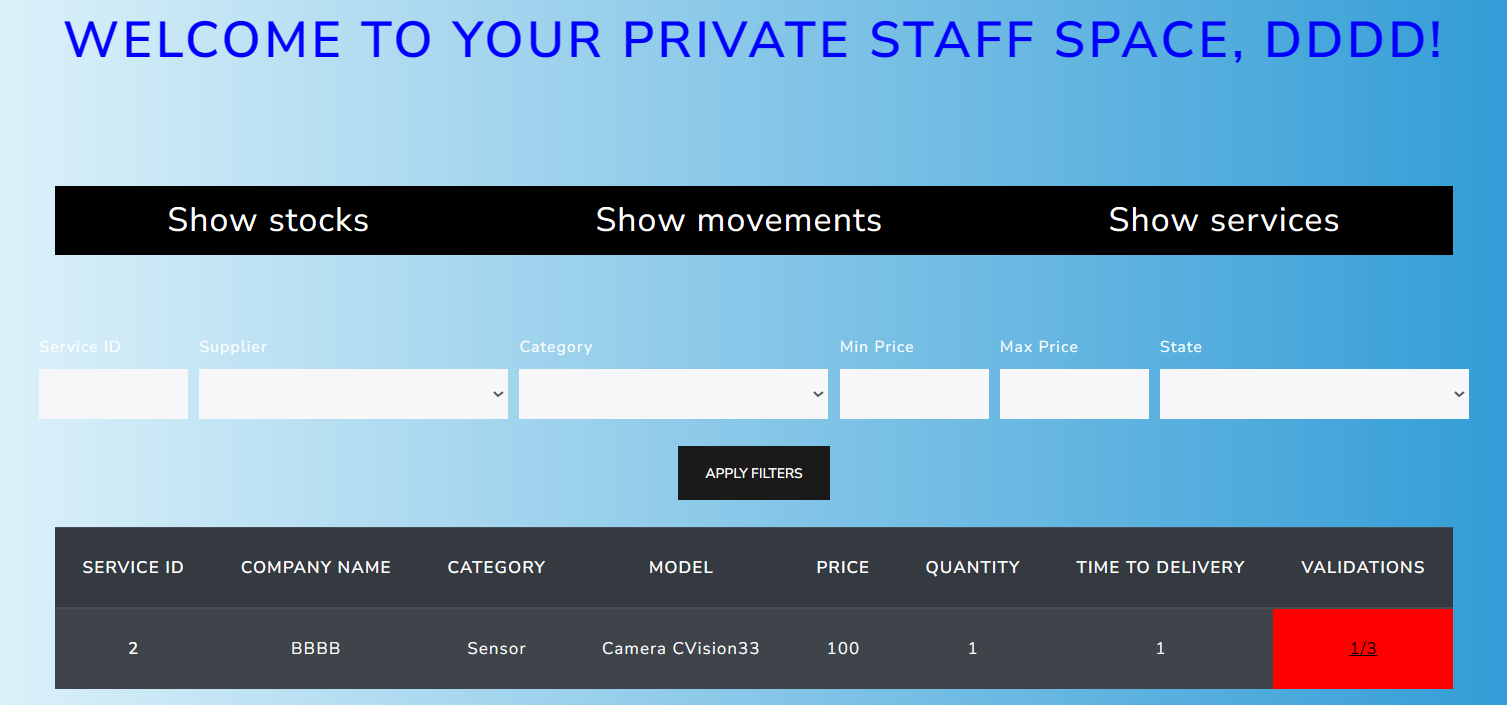 WELCOME TO YOUR PRIVATE STAFF SPACE, DDDD!
Show stocks Show movements Show services
Service ID Supplier Category Min Price Max Price State
APPLY FILTERS
SERVICE ID COMPANY NAME CATEGORY MODEL PRICE QUANTITY TIME TO DELIVERY VALIDATIONS
2 BBBB Sensor Camera CVision33 100 1 1 1/3